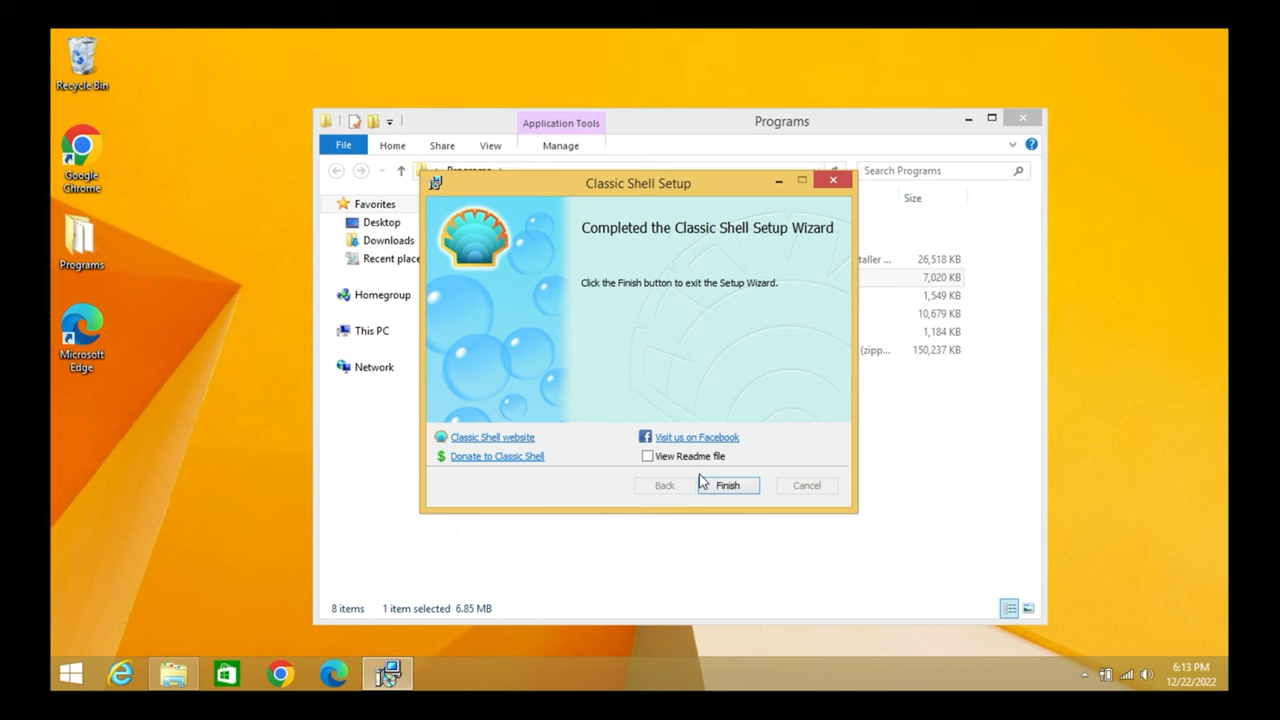 Recycle Bin
Google
Chrome
Programs
Microsoft
Edge
Application Tools
Programs
File
Home
Share
View
Manage
Search Programs
Favorites
Desktop
Downloads
Recent place
Homegroup
This PC
Network
Size
taller ...
26,518 KB
7,020 KB
1,549 KB
10,679 KB
1,184 KB
(zipp...
150,237 KB
Classic Shell Setup
Completed the Classic Shell Setup Wizard
Click the Finish button to exit the Setup Wizard.
Classic Shell website
Visit us on Facebook
Donate to Classic Shell
View Readme file
Back
Finish
Cancel
8 items
1 item selected 6.85 MB
6:13 PM
12/22/2022